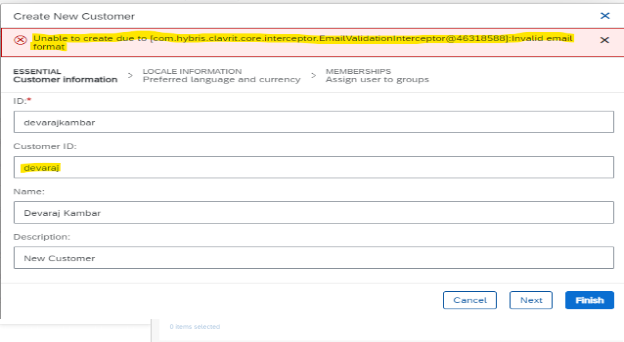 Create New Customer
Unable to create due to [com.hybris.clavrit.core.interceptor.EmailValidationInterceptor@46318588]:Invalid email
format
ESSENTIAL > LOCALE INFORMATION > MEMBERSHIPS
Customer information Preferred language and currency Assign user to groups
ID:*
devarajkambar
Customer ID:
devaraj
Name:
Devaraj Kambar
Description:
New Customer
Cancel Next Finish
0 items selected